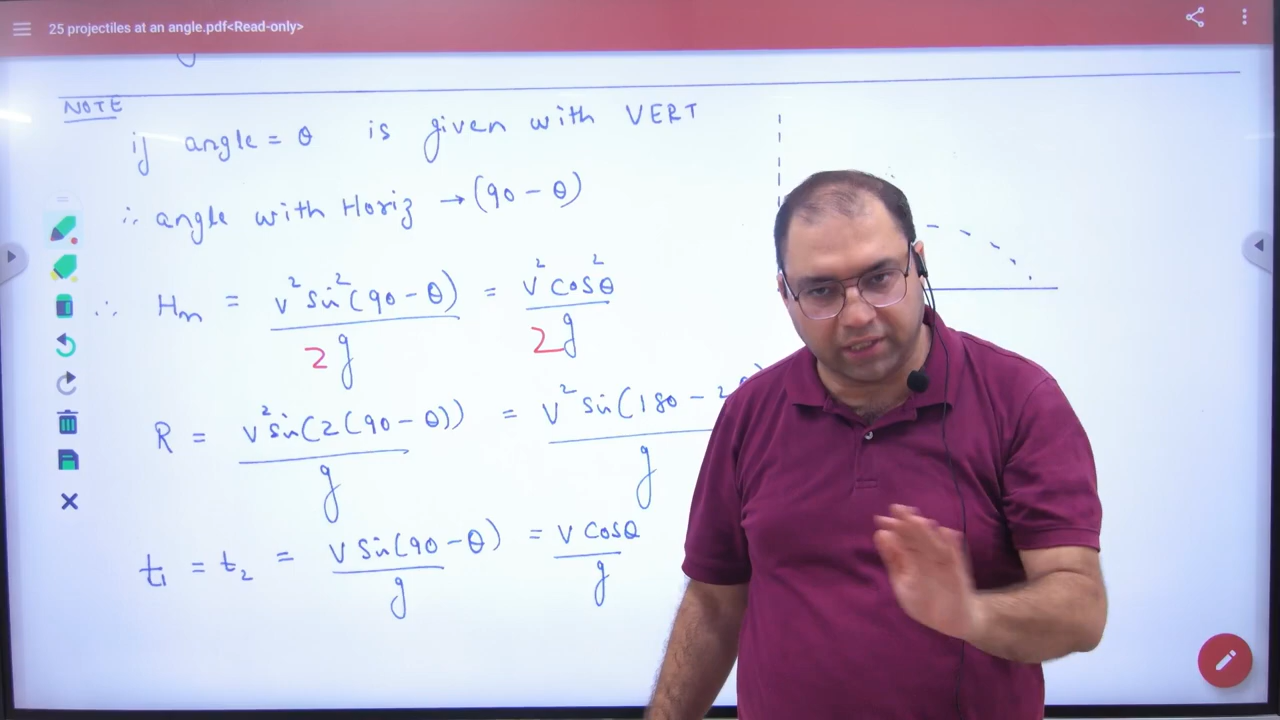 25 projectiles at an angle.pdf<Read-only>
NOTE
if angle = θ is given with VERT
∴ angle with Horiz → (90 - θ)
∴ Hm = v² sin²(90 - θ) / 2g = v² cos²θ / 2g
R = v² sin(2(90 - θ)) / g = v² sin(180 - 2 / g
t₁ = t₂ = v sin(90 - θ) / g = v cosθ / g